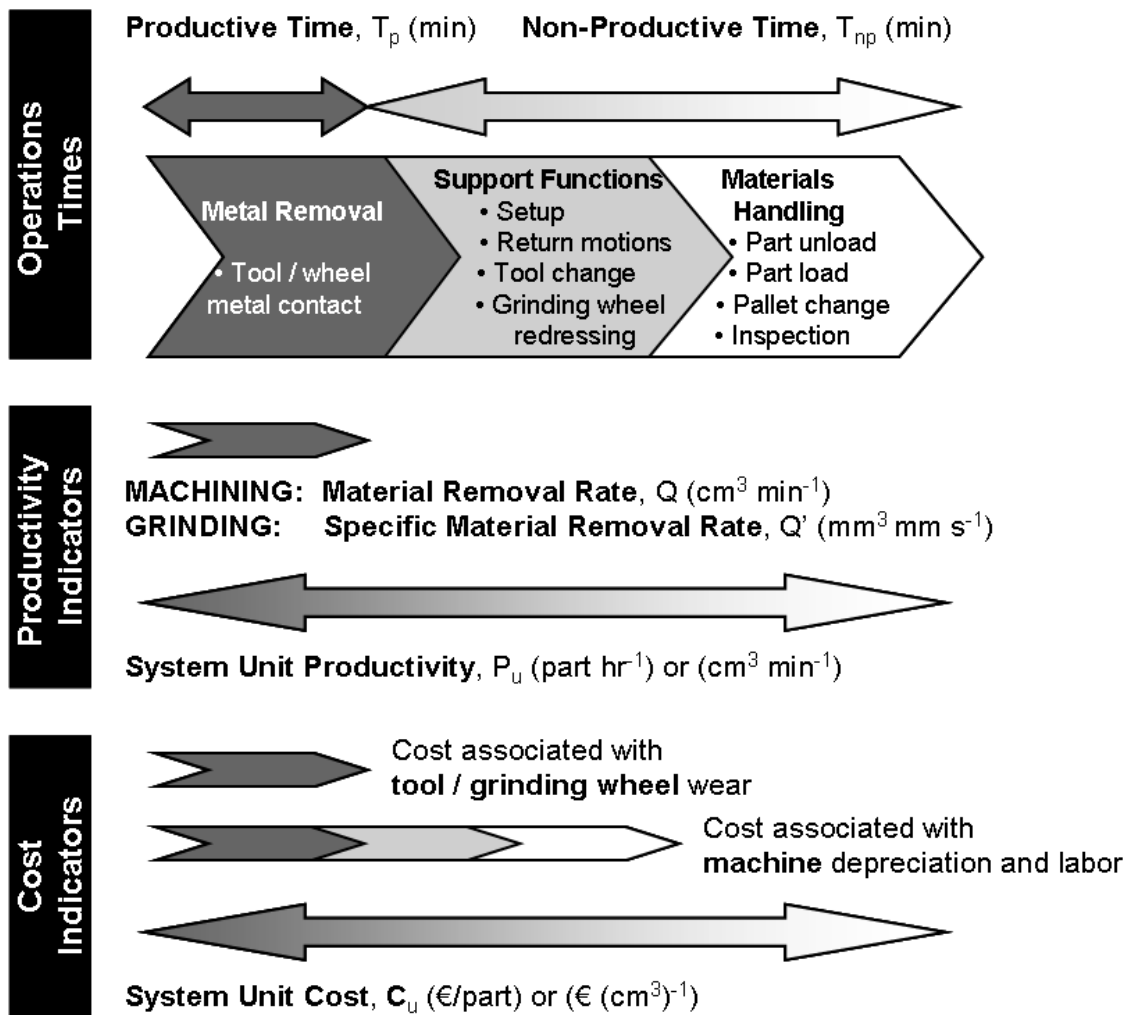 Operations
Times
Productive Time, Tp (min)
Non-Productive Time, Tnp (min)
Metal Removal
• Tool / wheel
metal contact
Support Functions
• Setup
• Return motions
• Tool change
• Grinding wheel
redressing
Materials
Handling
• Part unload
• Part load
• Pallet change
• Inspection
Productivity
Indicators
MACHINING: Material Removal Rate, Q (cm³ min⁻¹)
GRINDING: Specific Material Removal Rate, Q' (mm³ mm s⁻¹)
System Unit Productivity, Pu (part hr⁻¹) or (cm³ min⁻¹)
Cost
Indicators
Cost associated with
tool / grinding wheel wear
Cost associated with
machine depreciation and labor
System Unit Cost, Cu (€/part) or (€ (cm³)⁻¹)